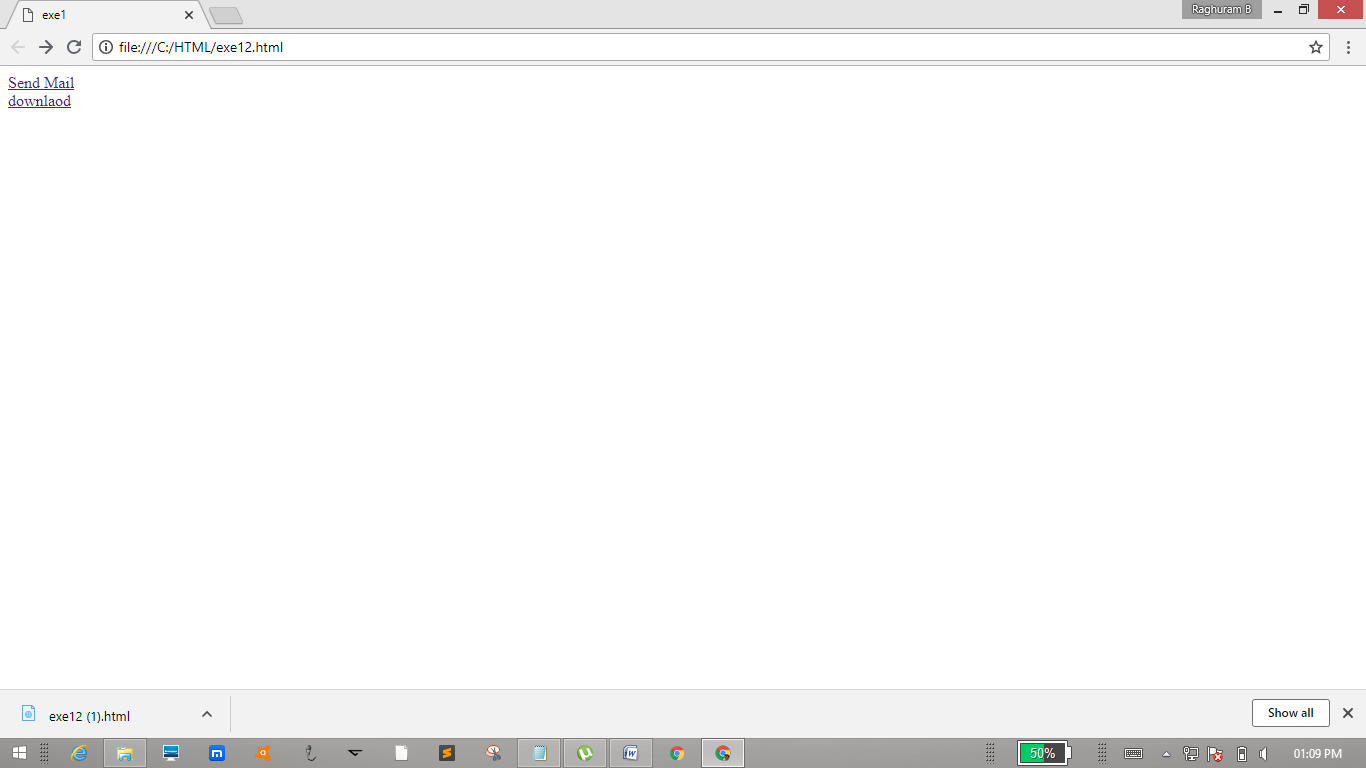 exe1
Raghuram B
file:///C:/HTML/exe12.html
Send Mail
downlaod
exe12 (1).html
Show all
50%
01:09 PM